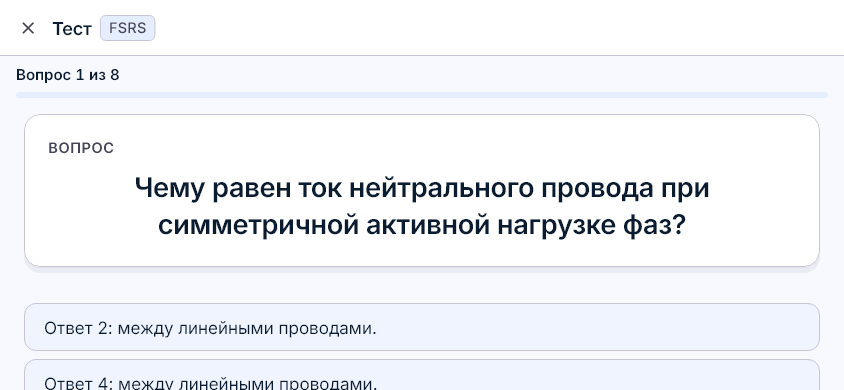 Тест FSRS
Вопрос 1 из 8
ВОПРОС
Чему равен ток нейтрального провода при
симметричной активной нагрузке фаз?
Ответ 2: между линейными проводами.
Ответ 4: между линейными проводами.